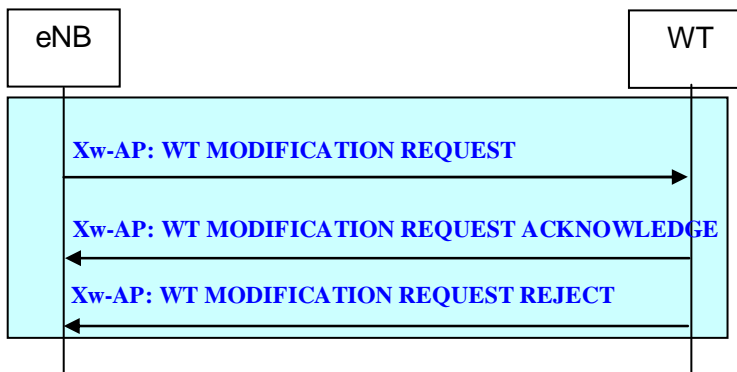 eNB
WT
Xw-AP: WT MODIFICATION REQUEST
Xw-AP: WT MODIFICATION REQUEST ACKNOWLEDGE
Xw-AP: WT MODIFICATION REQUEST REJECT